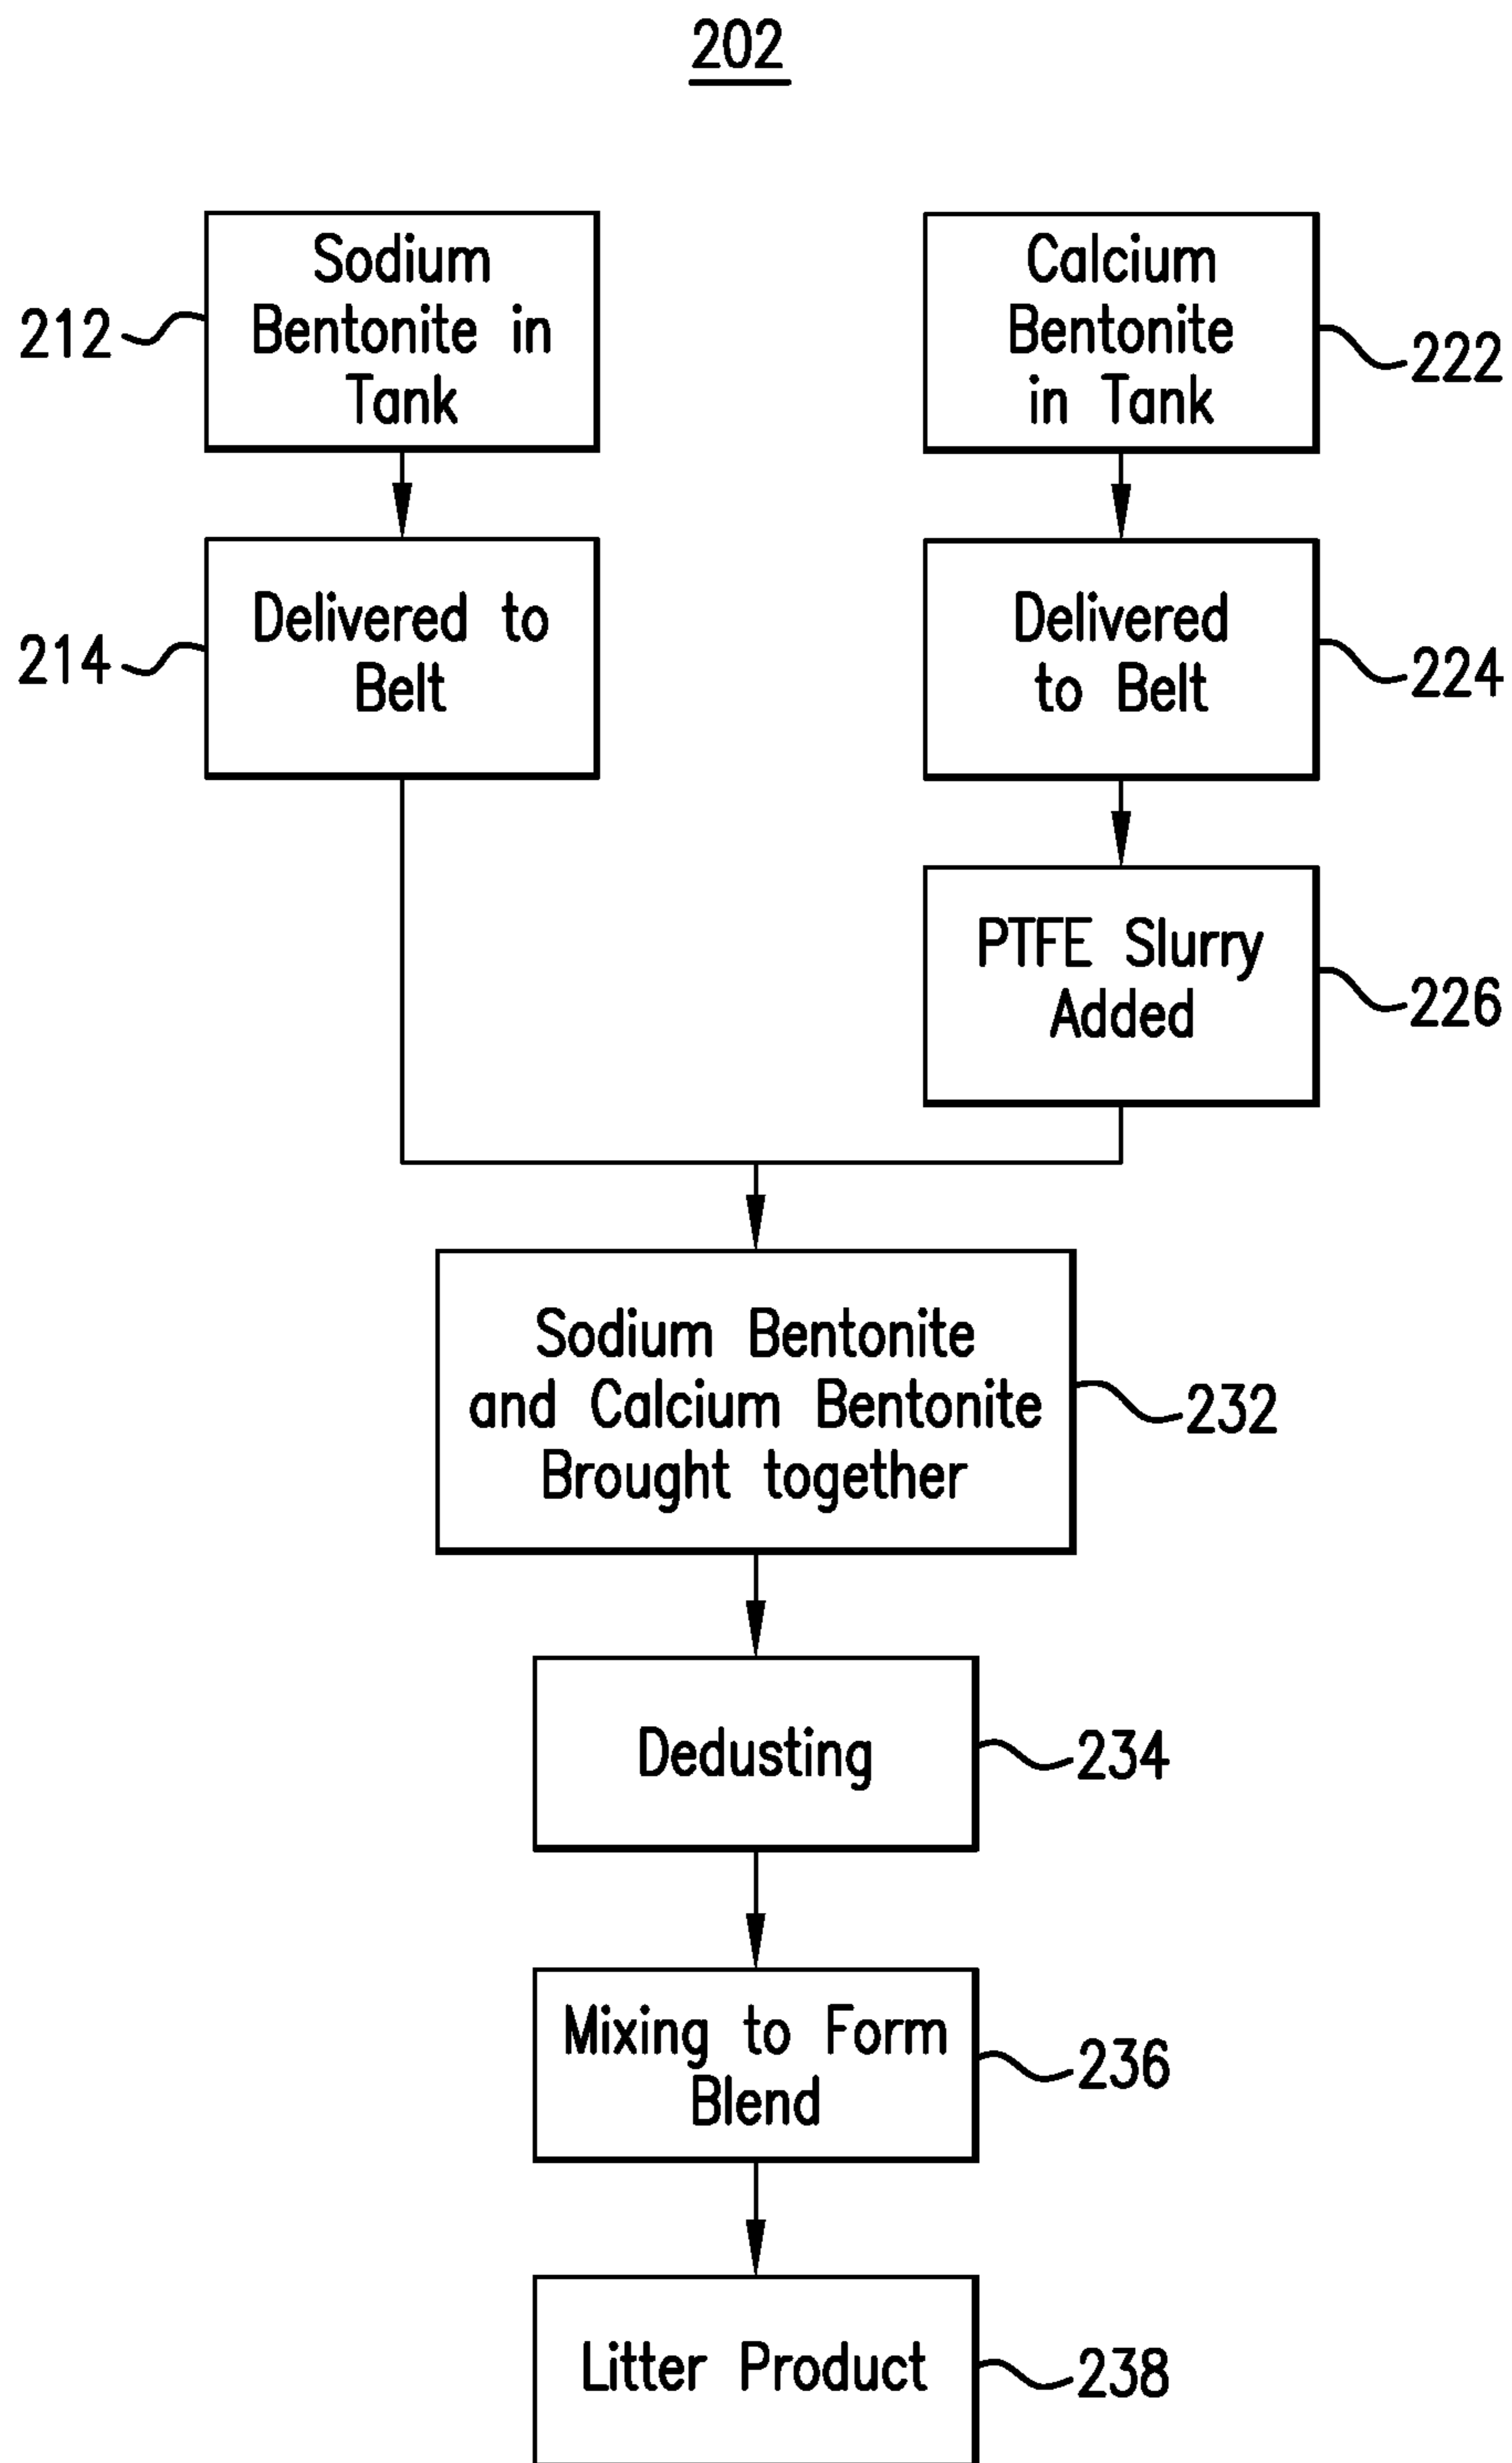 202
Sodium
Bentonite in
Tank
212
Calcium
Bentonite
in Tank
222
Delivered to
Belt
214
Delivered
to Belt
224
PTFE Slurry
Added
226
Sodium Bentonite
and Calcium Bentonite
Brought together
232
Dedusting
234
Mixing to Form
Blend
236
Litter Product
238